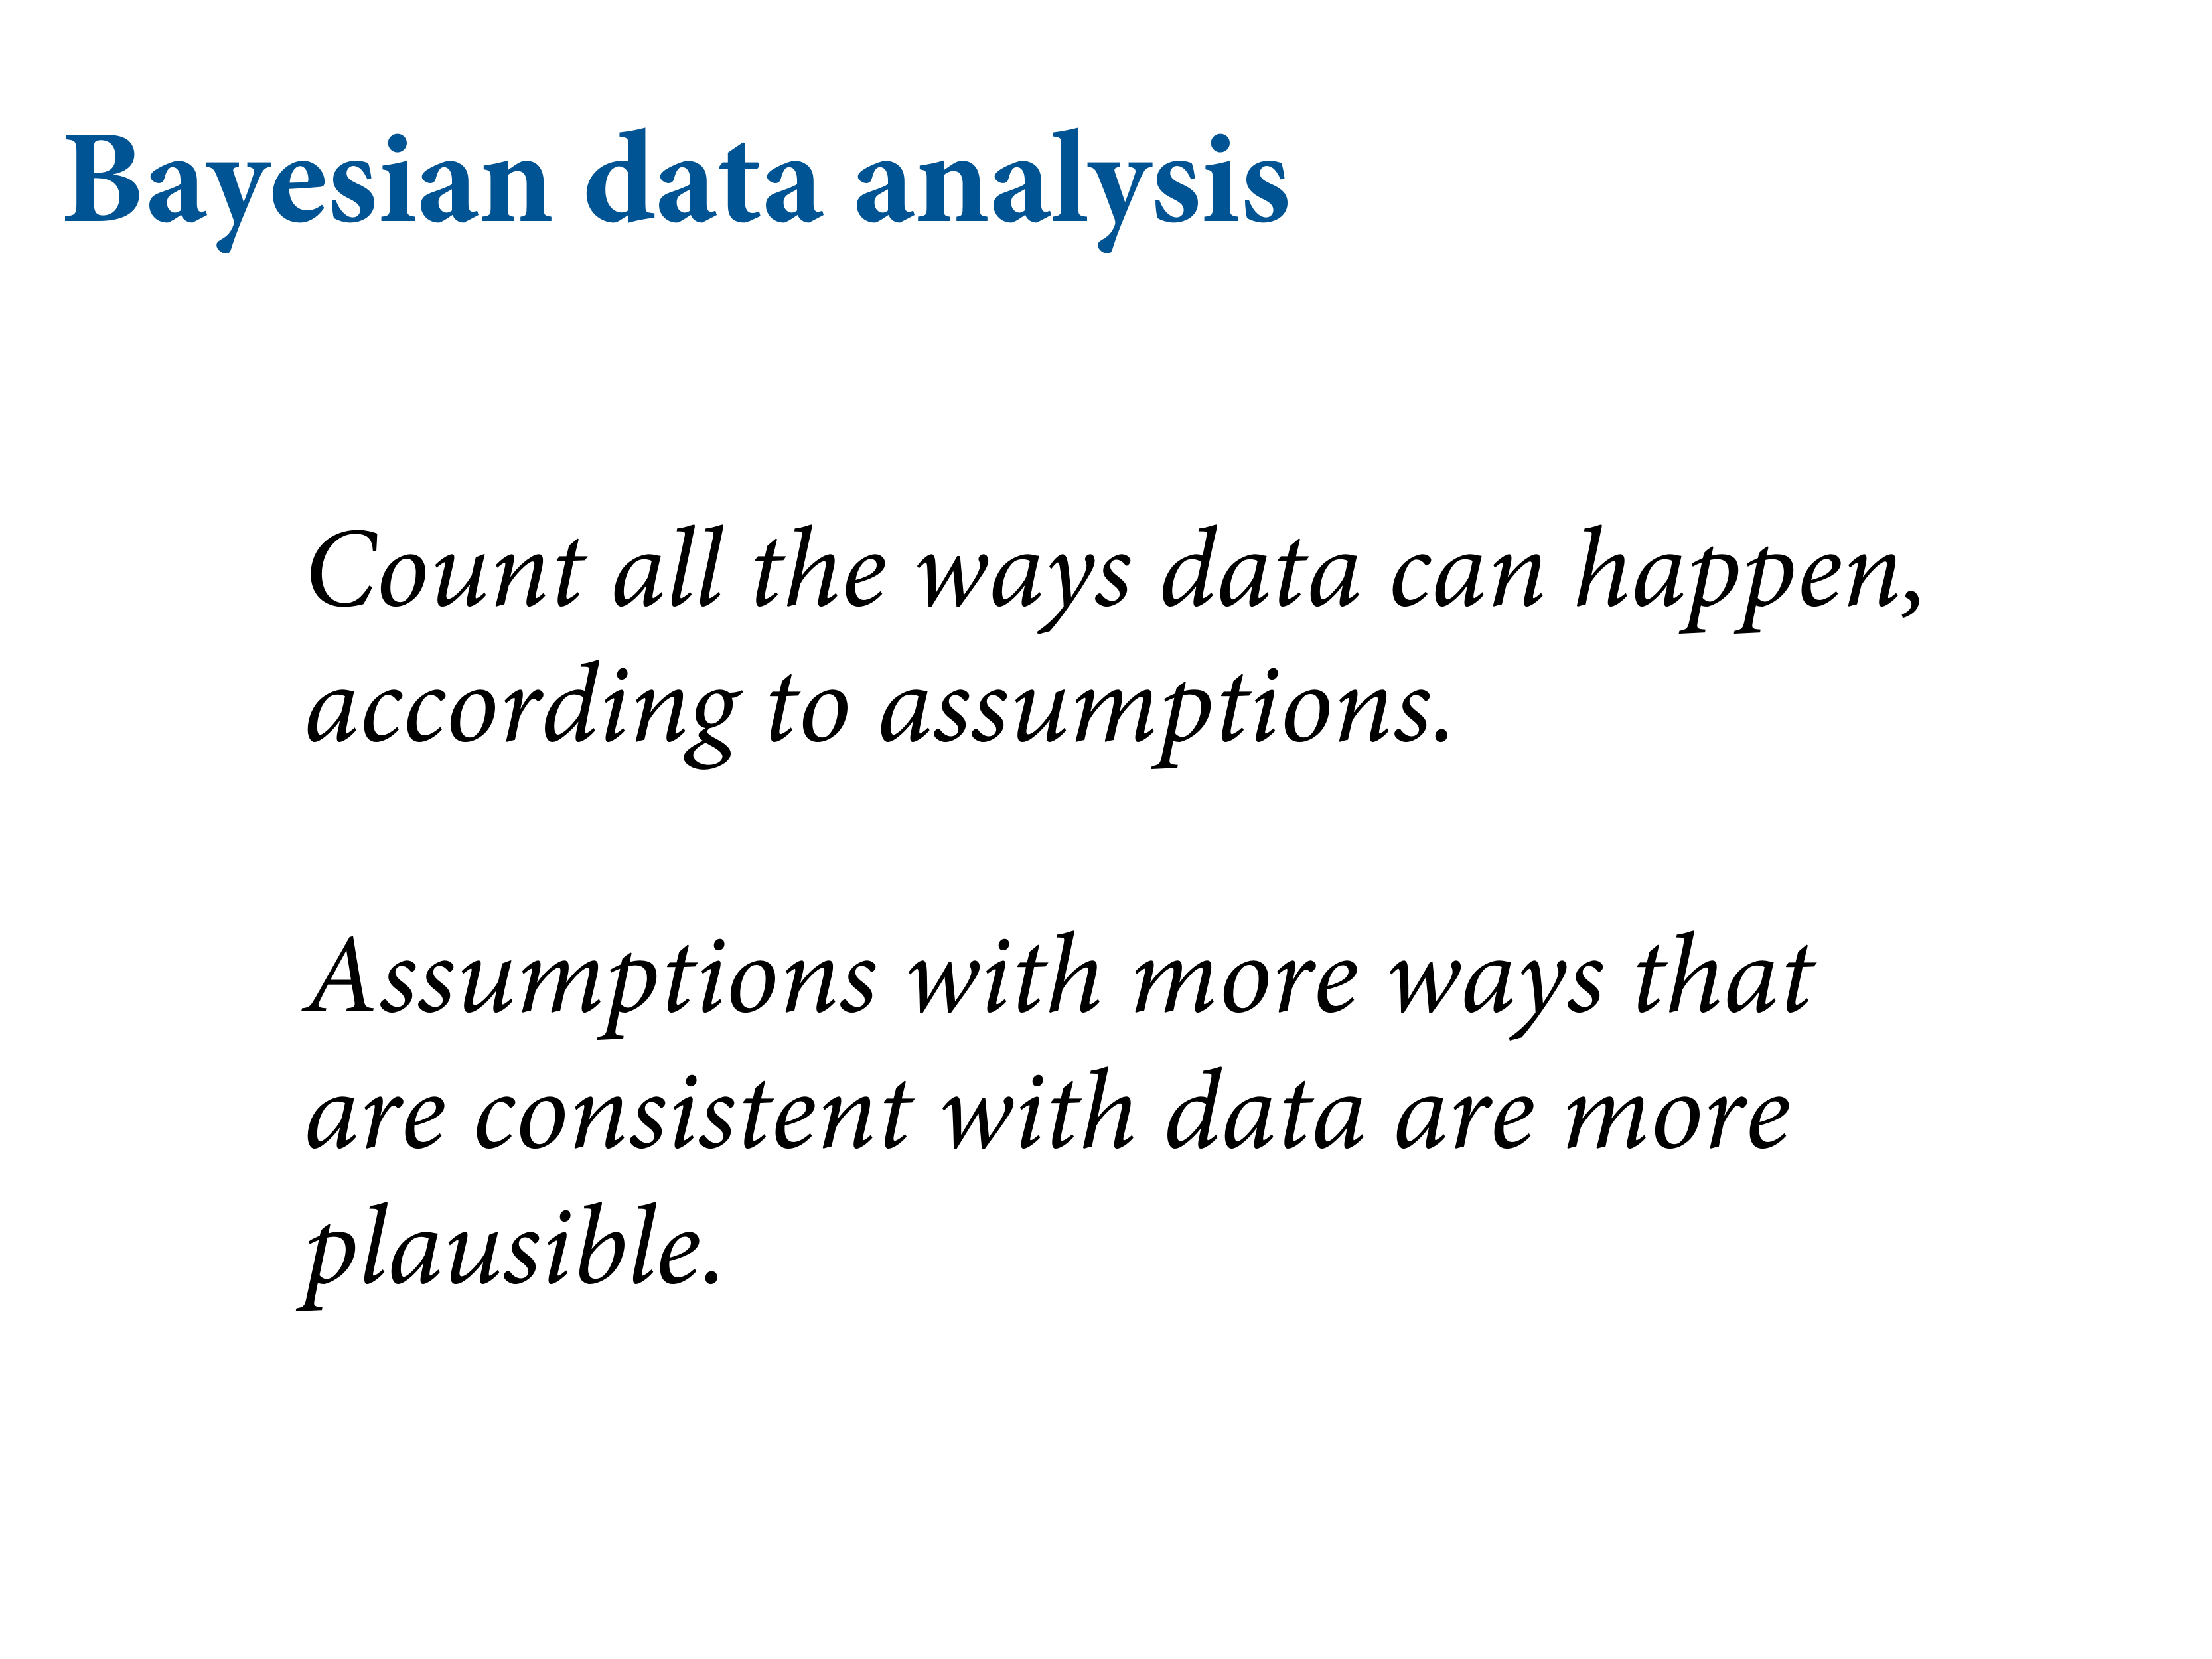 Bayesian data analysis
Count all the ways data can happen,
according to assumptions.
Assumptions with more ways that
are consistent with data are more
plausible.